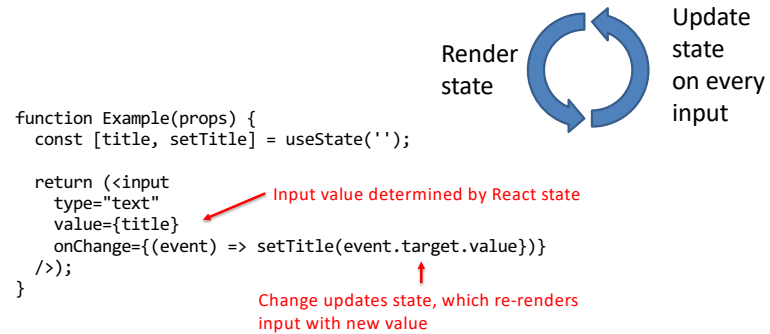 Render
state
Update
state
on every
input
function Example(props) {
  const [title, setTitle] = useState('');
  return (<input
    type="text"
    value={title}
    onChange={(event) => setTitle(event.target.value})}
  />);
}
Input value determined by React state
Change updates state, which re-renders
input with new value